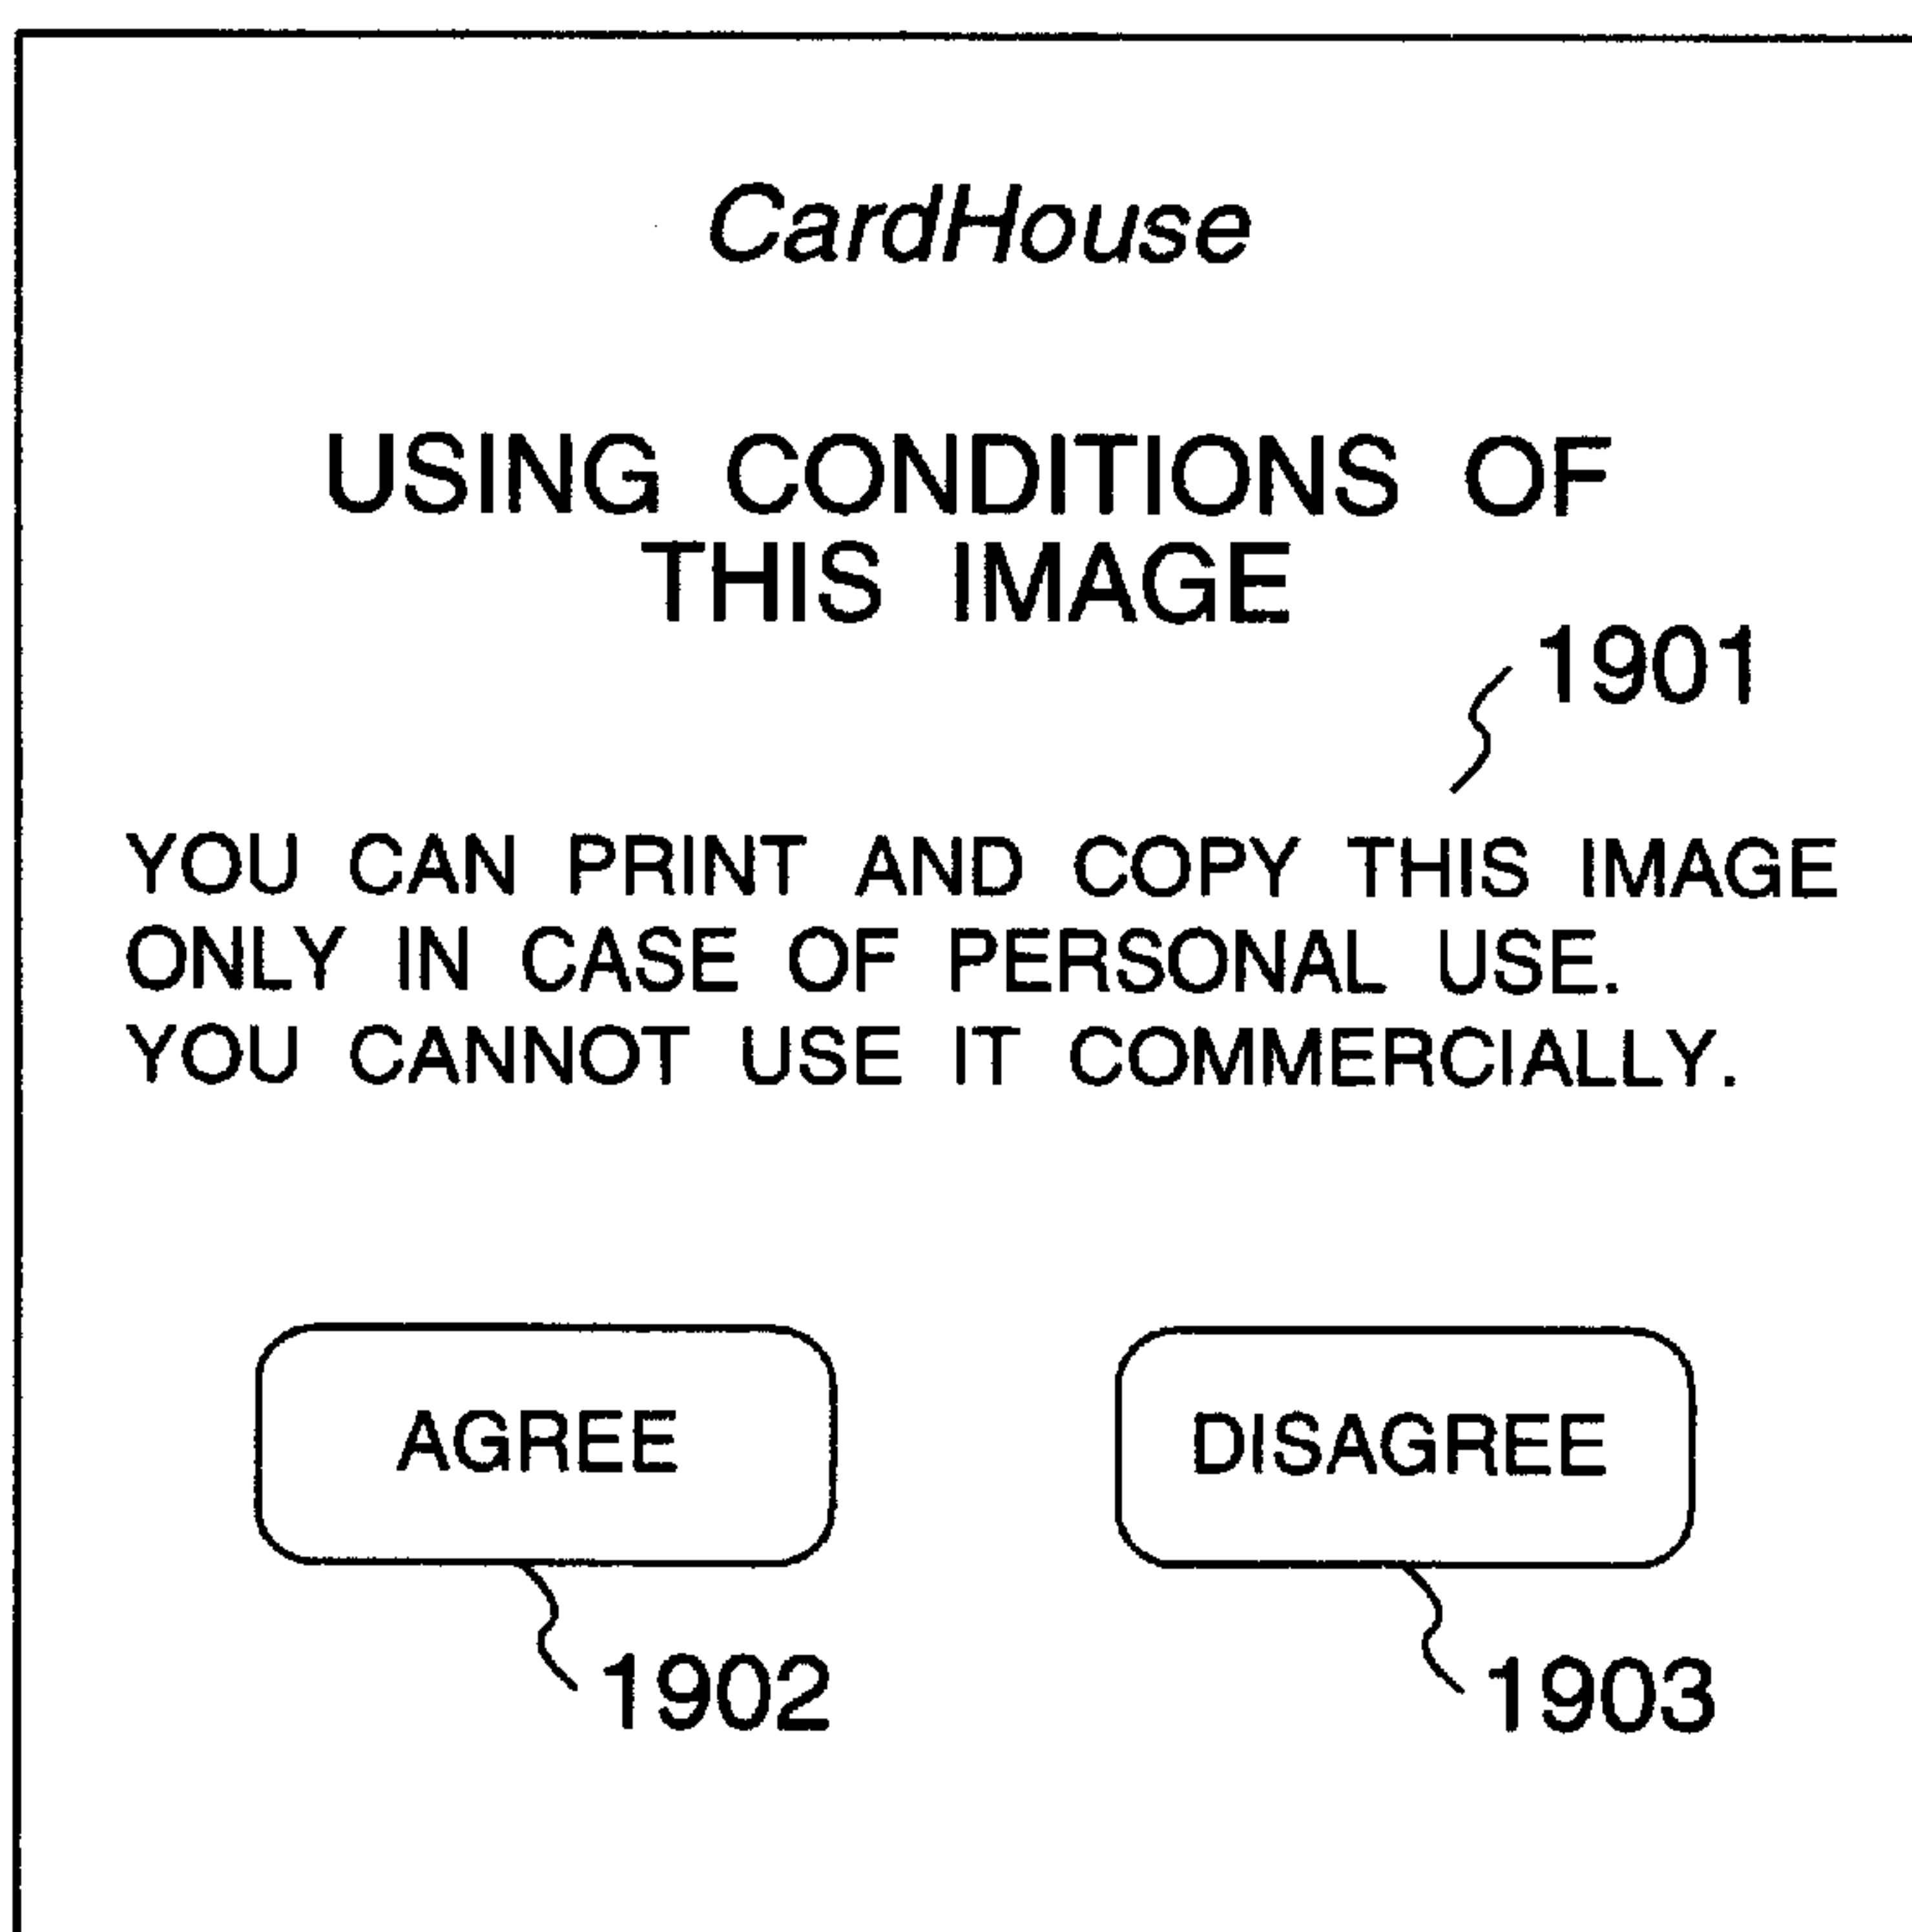 CardHouse
USING CONDITIONS OF
THIS IMAGE
1901
YOU CAN PRINT AND COPY THIS IMAGE
ONLY IN CASE OF PERSONAL USE.
YOU CANNOT USE IT COMMERCIALLY.
AGREE DISAGREE
1902 1903